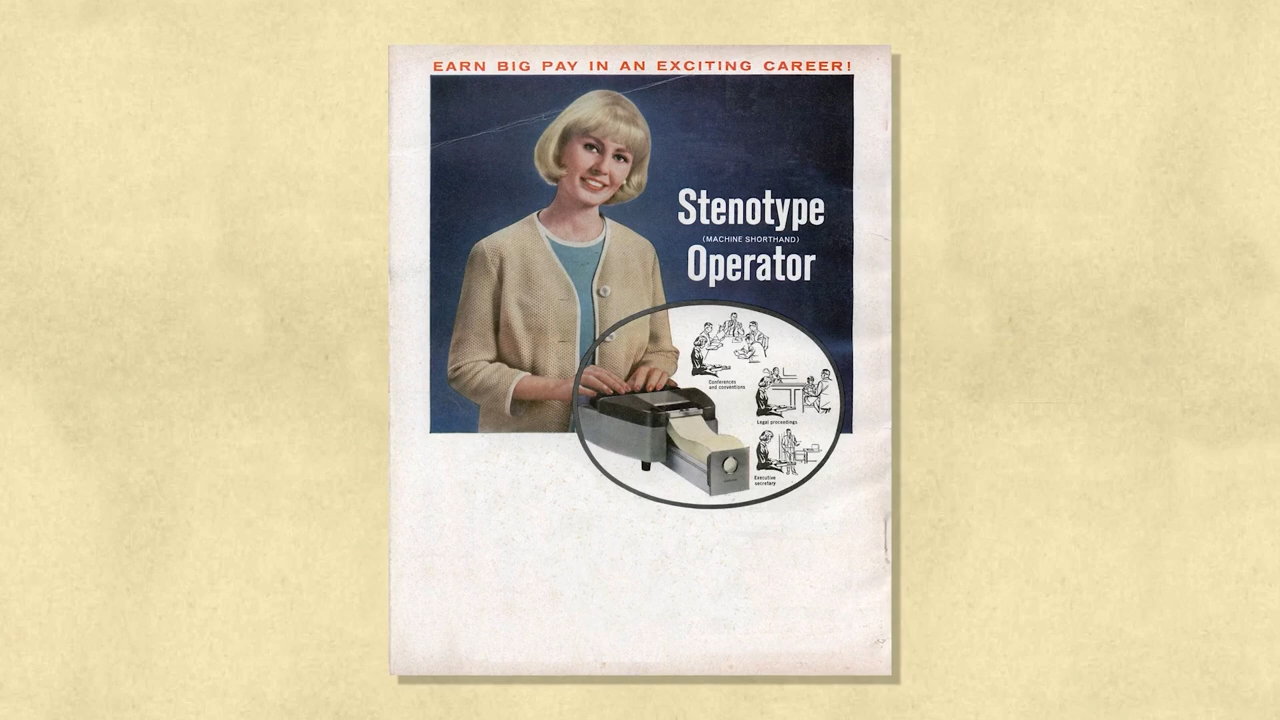 EARN BIG PAY IN AN EXCITING CAREER!
Stenotype
(MACHINE SHORTHAND)
Operator
Conferences
and conventions
Legal proceedings
Executive
secretary